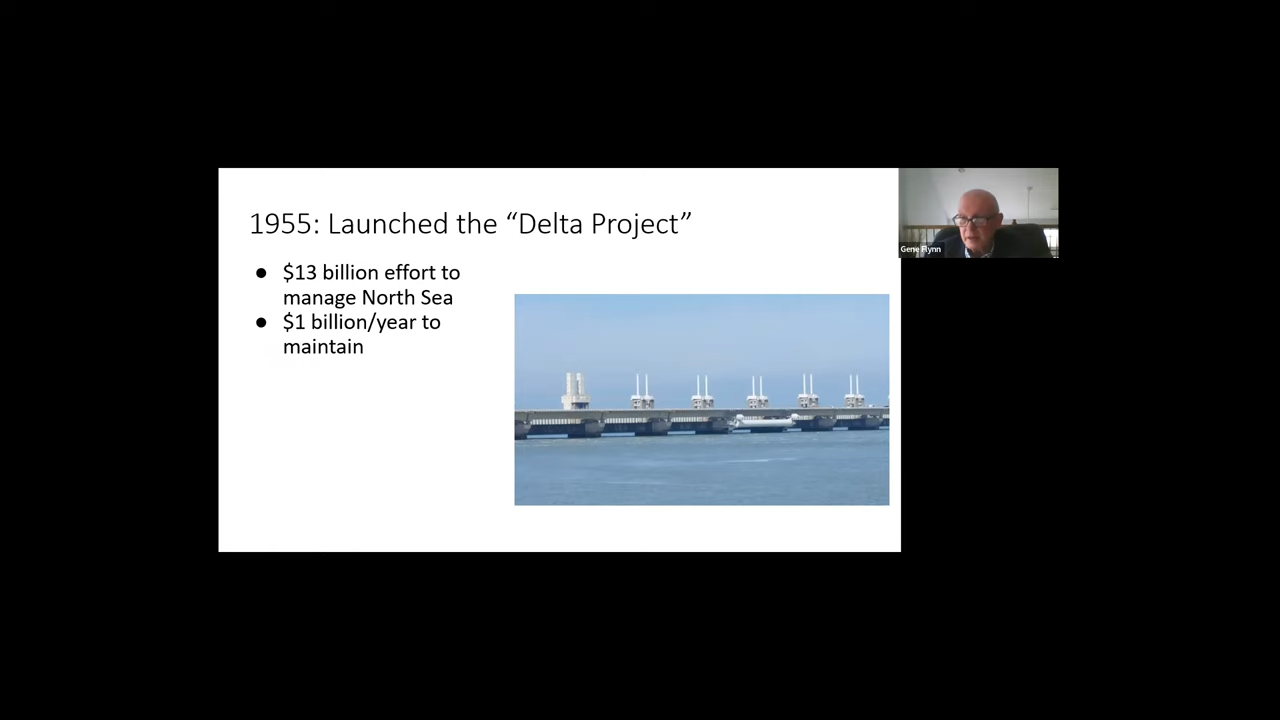 1955: Launched the “Delta Project”
● $13 billion effort to
manage North Sea
● $1 billion/year to
maintain
Gene Flynn